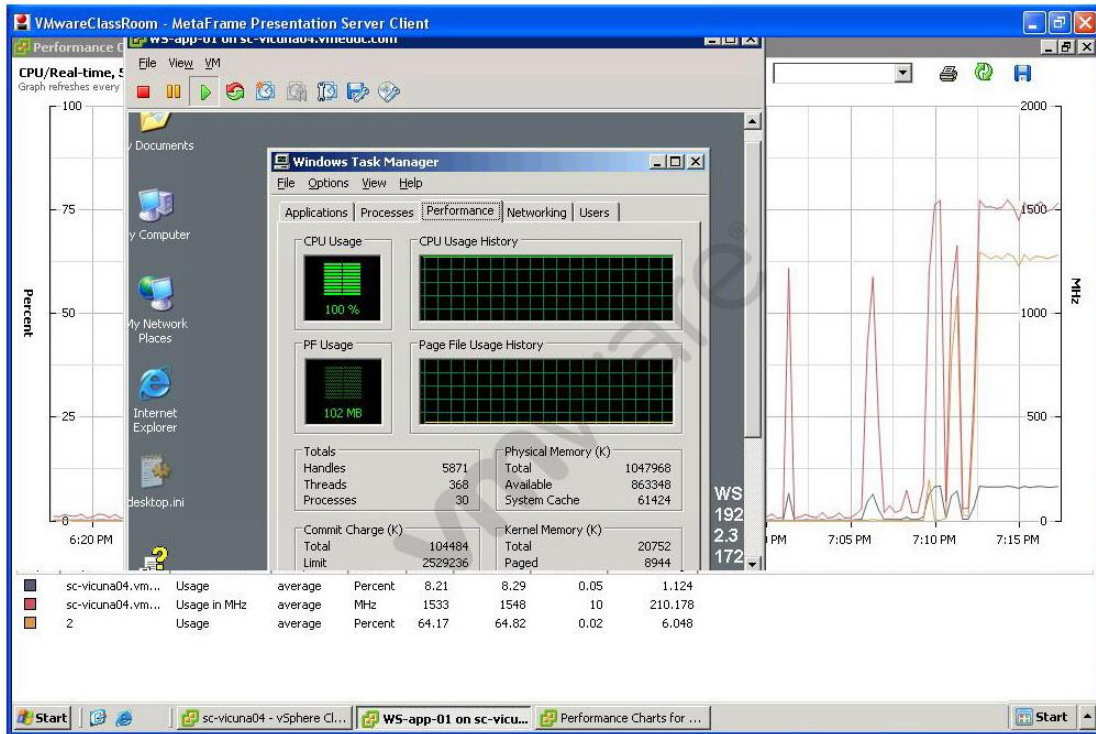 VMwareClassRoom - MetaFrame Presentation Server Client
Performance C
WS-app-01 on sc-vicuna04.vmeduc.com
CPU/Real-time,
Graph refreshes every
File View VM
Percent
100
75
50
25
0
MHz
2000
1500
1000
500
0
6:20 PM
PM
7:05 PM
7:10 PM
7:15 PM
Documents
y Computer
My Network
Places
Internet
Explorer
desktop.ini
Windows Task Manager
File Options View Help
Applications Processes Performance Networking Users
CPU Usage
100 %
CPU Usage History
PF Usage
102 MB
Page File Usage History
Totals
Handles 5871
Threads 368
Processes 30
Physical Memory (K)
Total 1047968
Available 863348
System Cache 61424
Commit Charge (K)
Total 104484
Limit 2529236
Kernel Memory (K)
Total 20752
Paged 8944
WS
192
2.3
172
vmware®
sc-vicuna04.vm... Usage average Percent 8.21 8.29 0.05 1.124
sc-vicuna04.vm... Usage in MHz average MHz 1533 1548 10 210.178
2 Usage average Percent 64.17 64.82 0.02 6.048
Start
sc-vicuna04 - vSphere Cl...
WS-app-01 on sc-vicu...
Performance Charts for ...
Start